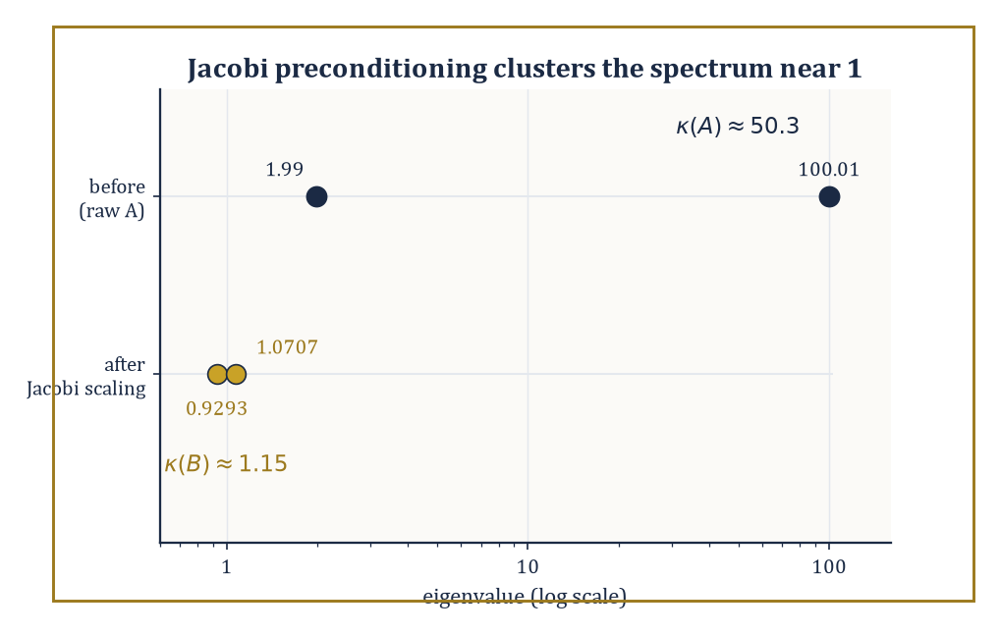 Jacobi preconditioning clusters the spectrum near 1
κ(A) ≈ 50.3
1.99
100.01
before
(raw A)
1.0707
after
Jacobi scaling
0.9293
κ(B) ≈ 1.15
1 10 100
eigenvalue (log scale)